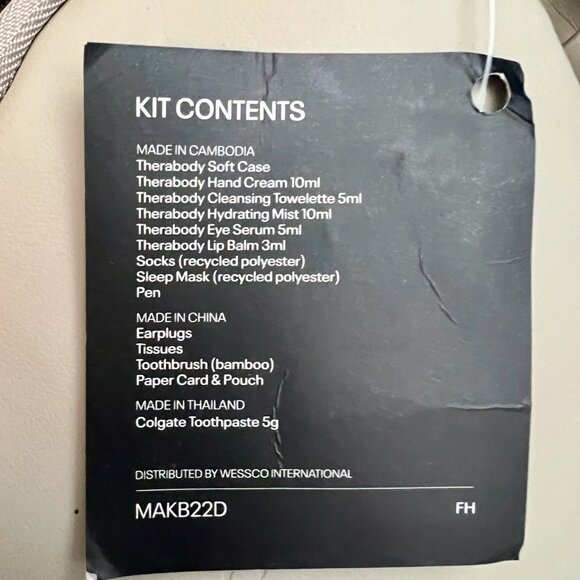 KIT CONTENTS
MADE IN CAMBODIA
Therabody Soft Case
Therabody Hand Cream 10ml
Therabody Cleansing Towelette 5ml
Therabody Hydrating Mist 10ml
Therabody Eye Serum 5ml
Therabody Lip Balm 3ml
Socks (recycled polyester)
Sleep Mask (recycled polyester)
Pen
MADE IN CHINA
Earplugs
Tissues
Toothbrush (bamboo)
Paper Card & Pouch
MADE IN THAILAND
Colgate Toothpaste 5g
DISTRIBUTED BY WESSCO INTERNATIONAL
MAKB22D FH